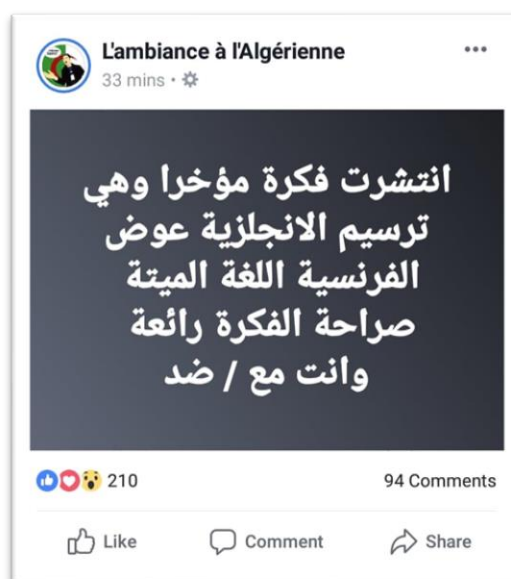 L'ambiance à l'Algérienne
33 mins
انتشرت فكرة مؤخرا وهي
ترسيم الانجلزية عوض
الفرنسية اللغة الميتة
صراحة الفكرة رائعة
وانت مع / ضد
210
94 Comments
Like
Comment
Share